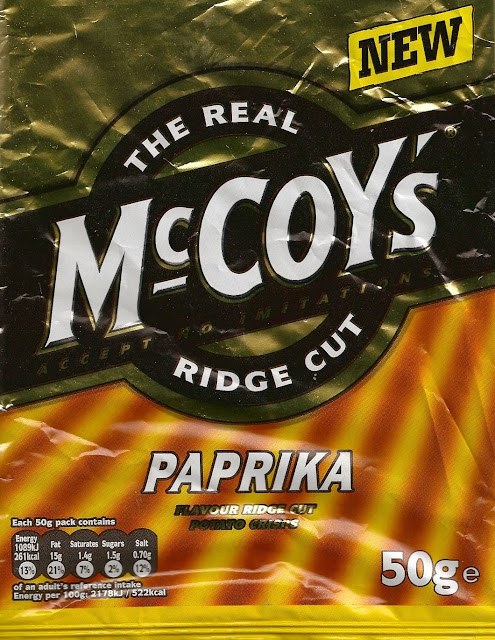 NEW
THE REAL
McCOY'S®
ACCEPT NO IMITATIONS
RIDGE CUT
PAPRIKA
FLAVOUR RIDGE CUT
POTATO CRISPS
Each 50g pack contains
Energy Fat Saturates Sugars Salt
1089kJ
261kcal 15g 1.4g 1.5g 0.70g
13% 21% 7% 2% 12%
of an adult's reference intake
Energy per 100g: 2178kJ / 522kcal
50g e